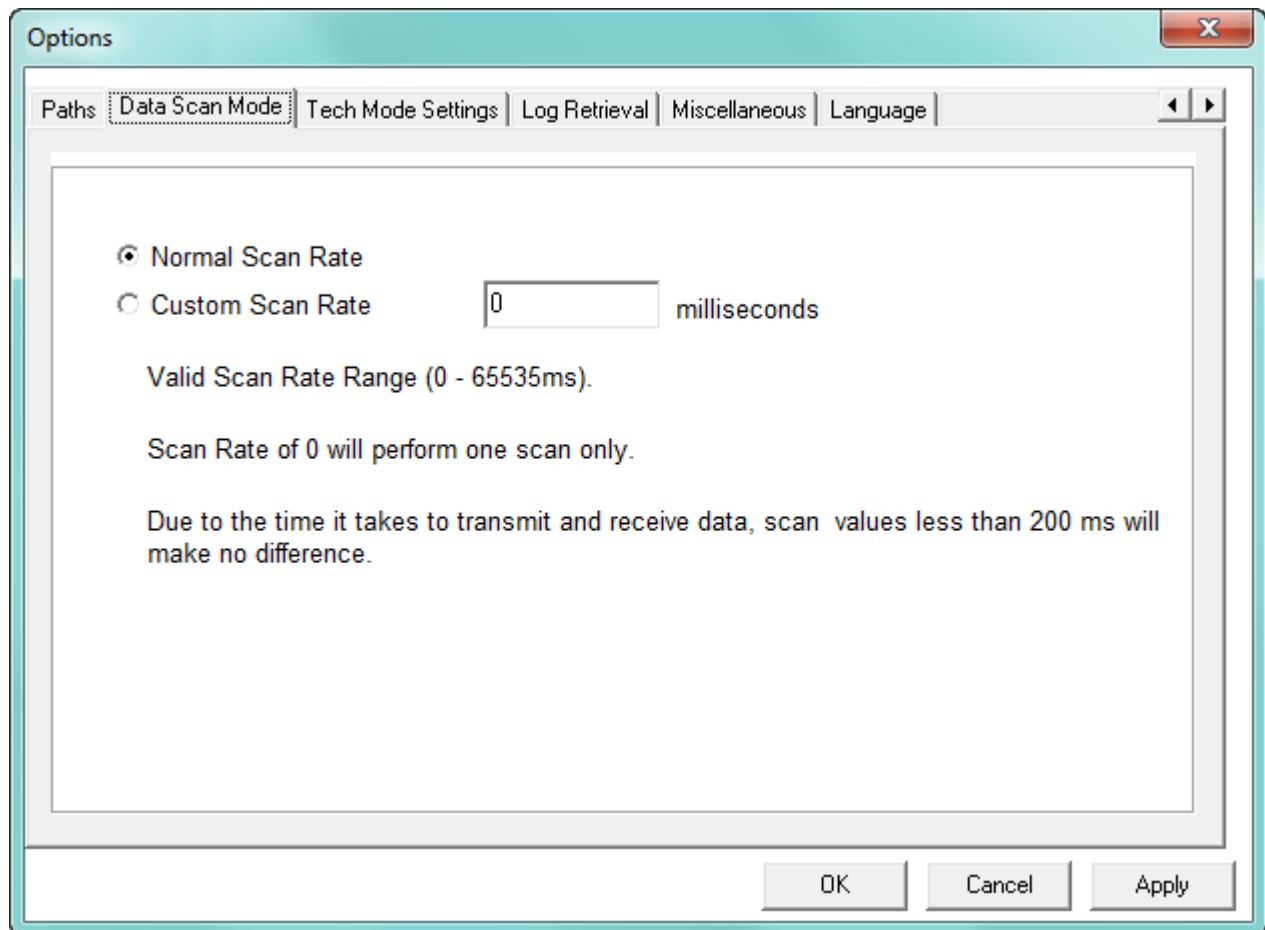 Options
x
Paths Data Scan Mode Tech Mode Settings Log Retrieval Miscellaneous Language
Normal Scan Rate
Custom Scan Rate 0 milliseconds
Valid Scan Rate Range (0 - 65535ms).
Scan Rate of 0 will perform one scan only.
Due to the time it takes to transmit and receive data, scan  values less than 200 ms will
make no difference.
OK Cancel Apply